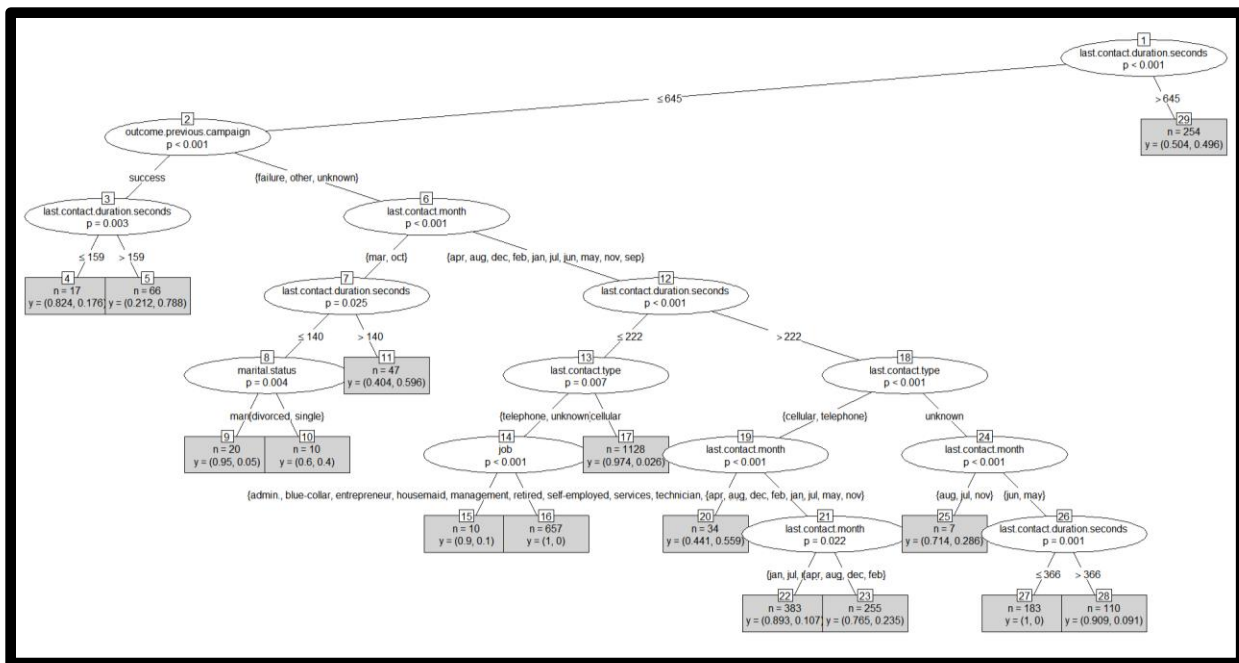 1
last.contact.duration.seconds
p < 0.001
≤ 645
> 645
2
outcome.previous.campaign
p < 0.001
29
n = 254
y = (0.504, 0.496)
success
{failure, other, unknown}
3
last.contact.duration.seconds
p = 0.003
6
last.contact.month
p < 0.001
≤ 159
> 159
{mar, oct}
{apr, aug, dec, feb, jan, jul, jun, may, nov, sep}
4
n = 17
y = (0.824, 0.176)
5
n = 66
y = (0.212, 0.788)
7
last.contact.duration.seconds
p = 0.025
12
last.contact.duration.seconds
p < 0.001
≤ 140
> 140
≤ 222
> 222
8
marital.status
p = 0.004
11
n = 47
y = (0.404, 0.596)
13
last.contact.type
p = 0.007
18
last.contact.type
p < 0.001
{divorced, single}
{telephone, unknown
cellular
{cellular, telephone}
unknown
9
n = 20
y = (0.95, 0.05)
10
n = 10
y = (0.6, 0.4)
14
job
p < 0.001
17
n = 1128
y = (0.974, 0.026)
19
last.contact.month
p < 0.001
24
last.contact.month
p < 0.001
{admin., blue-collar, entrepreneur, housemaid, management, retired, self-employed, services, technician,
{apr, aug, dec, feb, jan, jul, may, nov}
{aug, jul, nov}
{jun, may}
15
n = 10
y = (0.9, 0.1)
16
n = 657
y = (1, 0)
20
n = 34
y = (0.441, 0.559)
21
last.contact.month
p = 0.022
25
n = 7
y = (0.714, 0.286)
26
last.contact.duration.seconds
p = 0.001
{jan, jul,
{apr, aug, dec, feb}
≤ 366
> 366
22
n = 383
y = (0.893, 0.107)
23
n = 255
y = (0.765, 0.235)
27
n = 183
y = (1, 0)
28
n = 110
y = (0.909, 0.091)